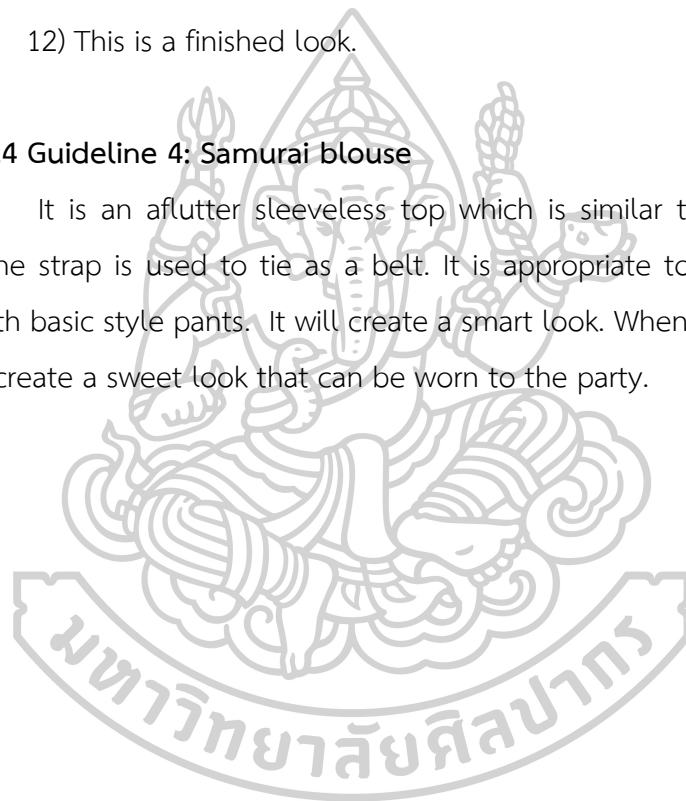 12) This is a finished look.
.4 Guideline 4: Samurai blouse
It is an aflutter sleeveless top which is similar t
ne strap is used to tie as a belt. It is appropriate to
th basic style pants. It will create a smart look. When
create a sweet look that can be worn to the party.
มหาวิทยาลัยศิลปากร